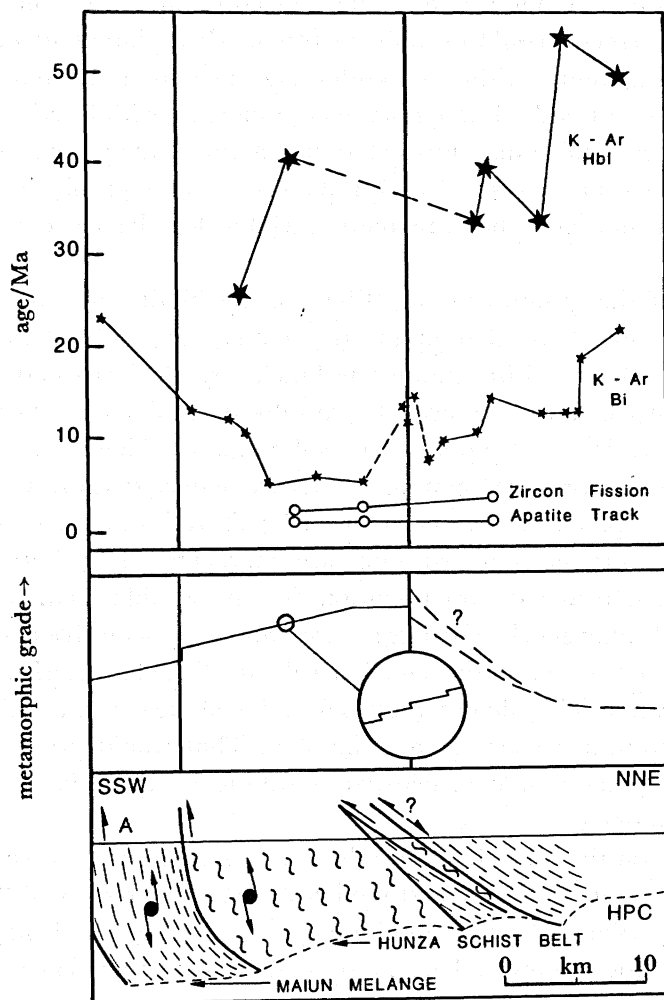 50
K - Ar
Hbl
40
30
age/Ma
20
K - Ar
Bi
10
Zircon Fission
Apatite Track
0
metamorphic grade→
?
SSW
NNE
A
?
HPC
HUNZA SCHIST BELT
MAIUN MELANGE
0 km 10